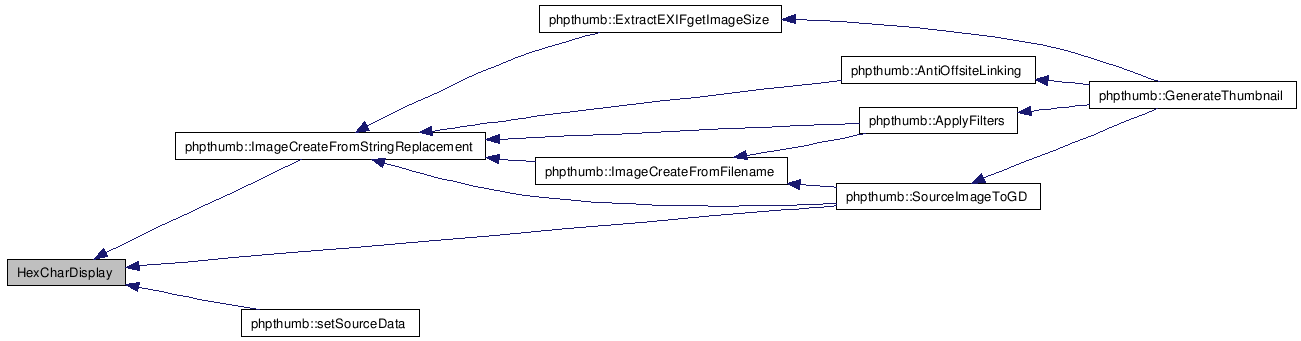 phpthumb::ExtractEXIFgetImageSize
phpthumb::AntiOffsiteLinking
phpthumb::GenerateThumbnail
phpthumb::ApplyFilters
phpthumb::ImageCreateFromStringReplacement
phpthumb::ImageCreateFromFilename
phpthumb::SourceImageToGD
HexCharDisplay
phpthumb::setSourceData